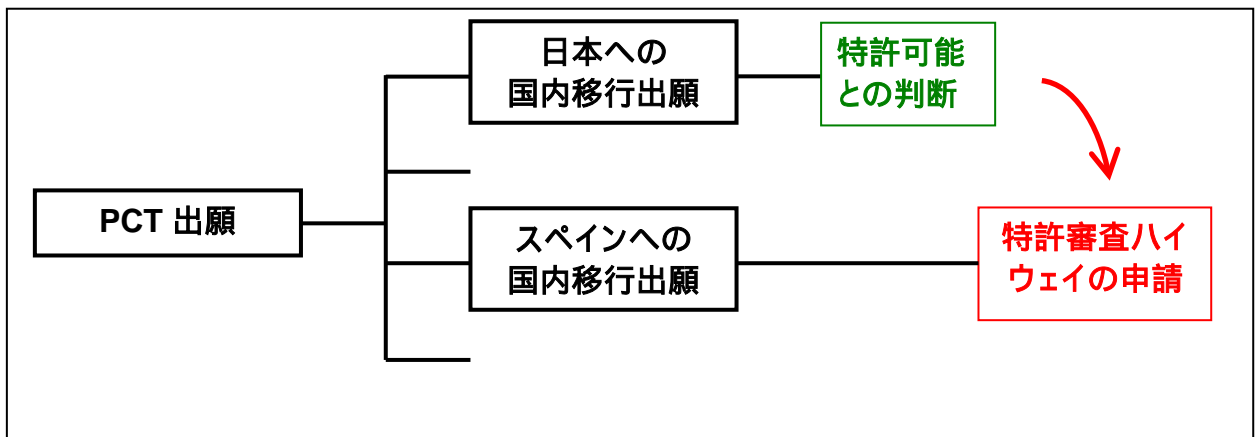 日本への
国内移行出願
特許可能
との判断
PCT 出願
スペインへの
国内移行出願
特許審査ハイ
ウェイの申請